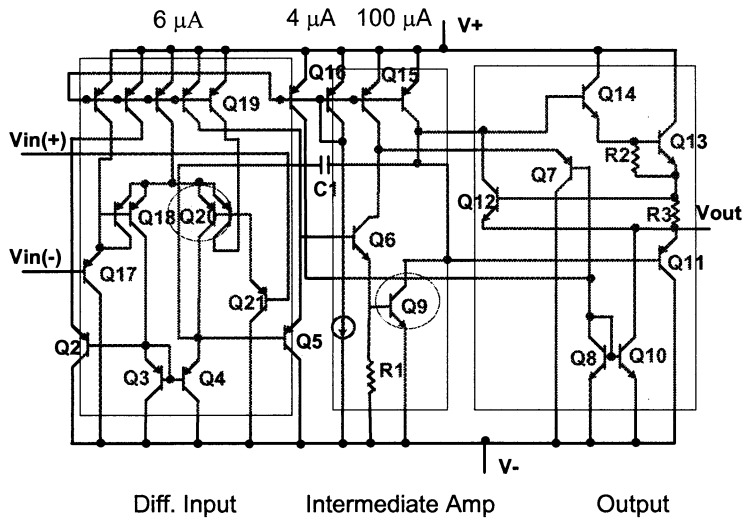 6 µA 4 µA 100 µA
V+
Q16 Q15
Q19
Q14
Vin(+)
Q13
R2
Q7
C1
Q18 Q20
Q12
R3 Vout
Q6
Vin(-)
Q17
Q11
Q21
Q9
Q2
Q5
Q3 Q4
R1
Q8 Q10
V-
Diff. Input Intermediate Amp Output